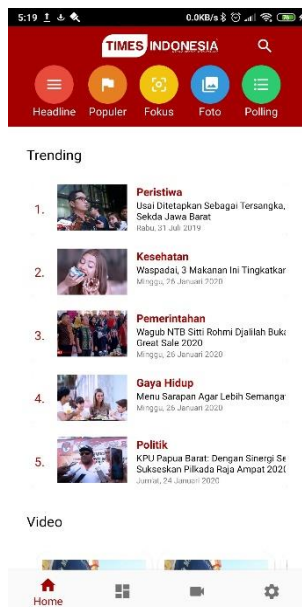 5:19
0.0KB/s
TIMES INDONESIA
Headline Populer Fokus Foto Polling
Trending
1.
Peristiwa
Usai Ditetapkan Sebagai Tersangka,
Sekda Jawa Barat
Rabu, 31 Juli 2019
2.
Kesehatan
Waspadai, 3 Makanan Ini Tingkatkan
Minggu, 26 Januari 2020
3.
Pemerintahan
Wagub NTB Sitti Rohmi Djalilah Buka
Great Sale 2020
Minggu, 26 Januari 2020
4.
Gaya Hidup
Menu Sarapan Agar Lebih Semangat
Minggu, 26 Januari 2020
5.
Politik
KPU Papua Barat: Dengan Sinergi Se
Sukseskan Pilkada Raja Ampat 2020
Jum'at, 24 Januari 2020
Video
Home